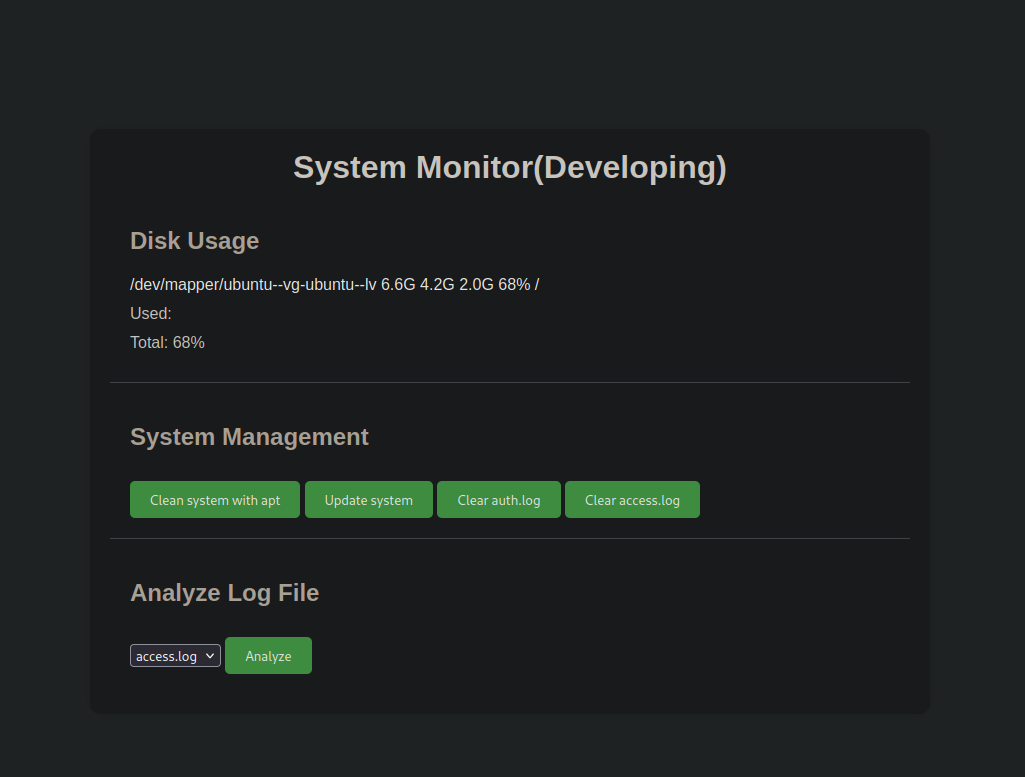 System Monitor(Developing)
Disk Usage
/dev/mapper/ubuntu--vg-ubuntu--lv 6.6G 4.2G 2.0G 68% /
Used:
Total: 68%
System Management
Clean system with apt Update system Clear auth.log Clear access.log
Analyze Log File
access.log Analyze